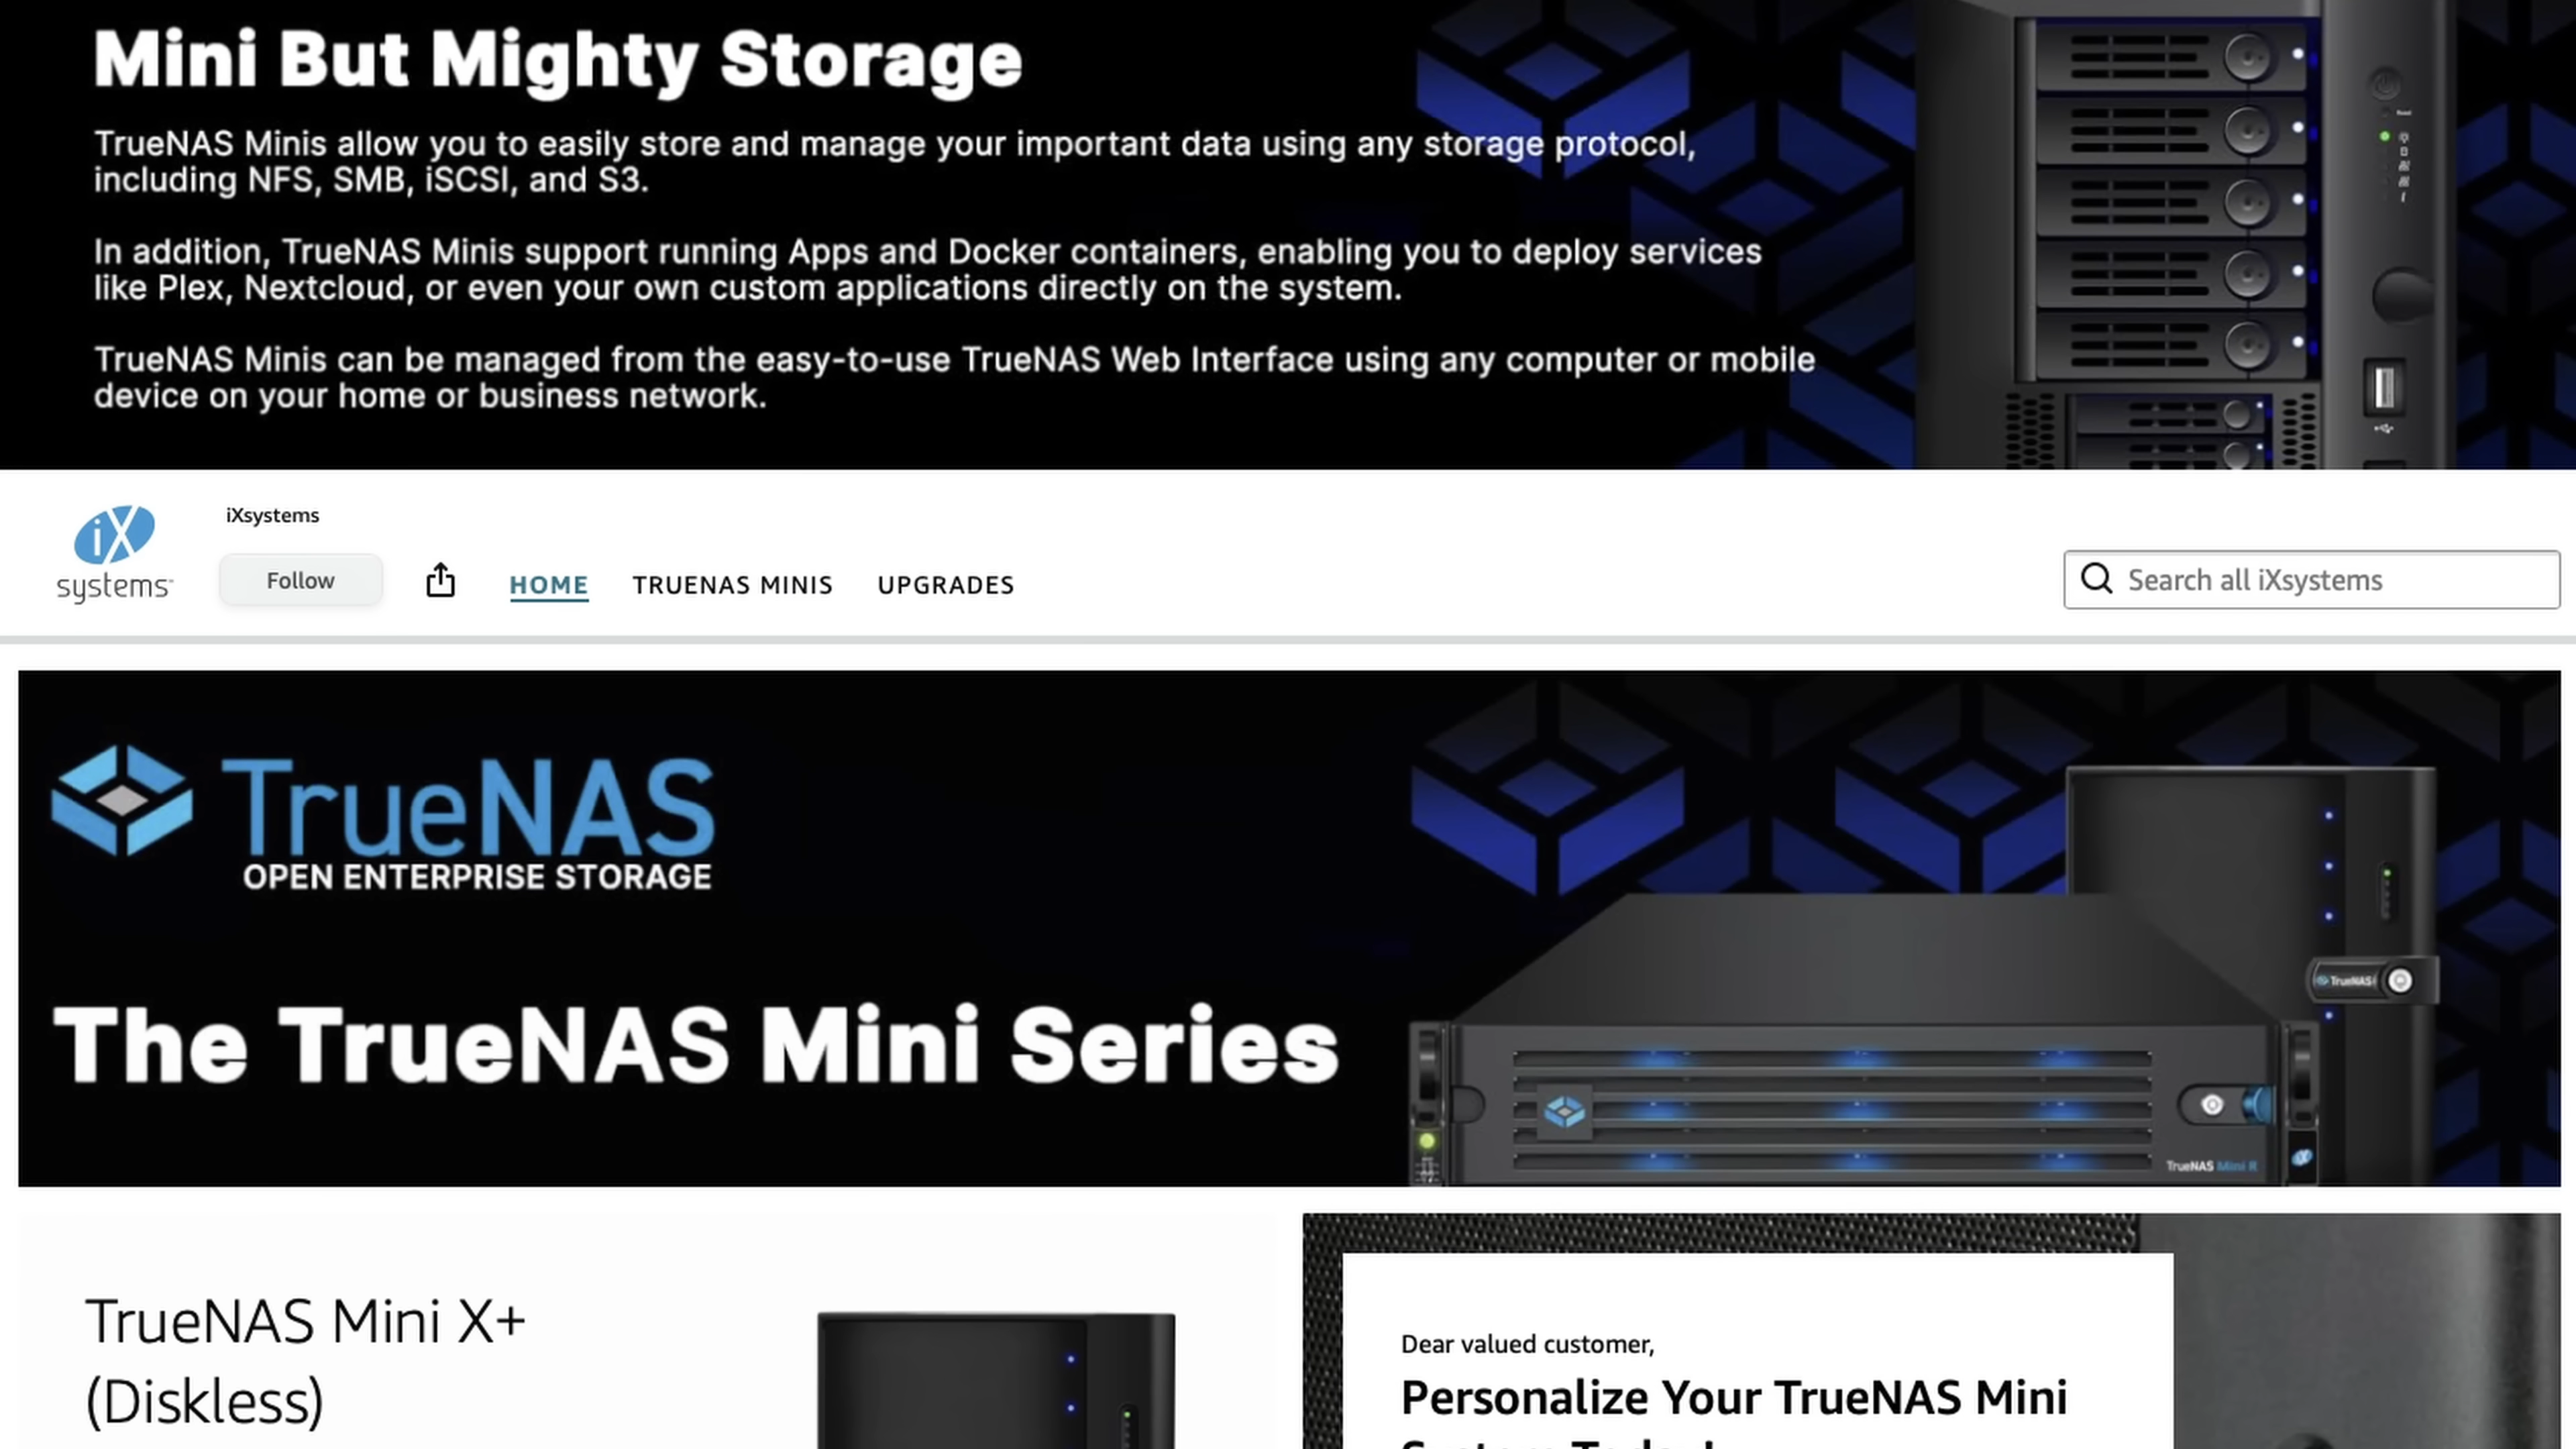 Mini But Mighty Storage
TrueNAS Minis allow you to easily store and manage your important data using any storage protocol,
including NFS, SMB, iSCSI, and S3.
In addition, TrueNAS Minis support running Apps and Docker containers, enabling you to deploy services
like Plex, Nextcloud, or even your own custom applications directly on the system.
TrueNAS Minis can be managed from the easy-to-use TrueNAS Web Interface using any computer or mobile
device on your home or business network.
iX
systems
iXsystems
Follow
HOME
TRUENAS MINIS
UPGRADES
Search all iXsystems
TrueNAS
OPEN ENTERPRISE STORAGE
The TrueNAS Mini Series
TrueNAS
TrueNAS Mini R
TrueNAS Mini X+
(Diskless)
Dear valued customer,
Personalize Your TrueNAS Mini